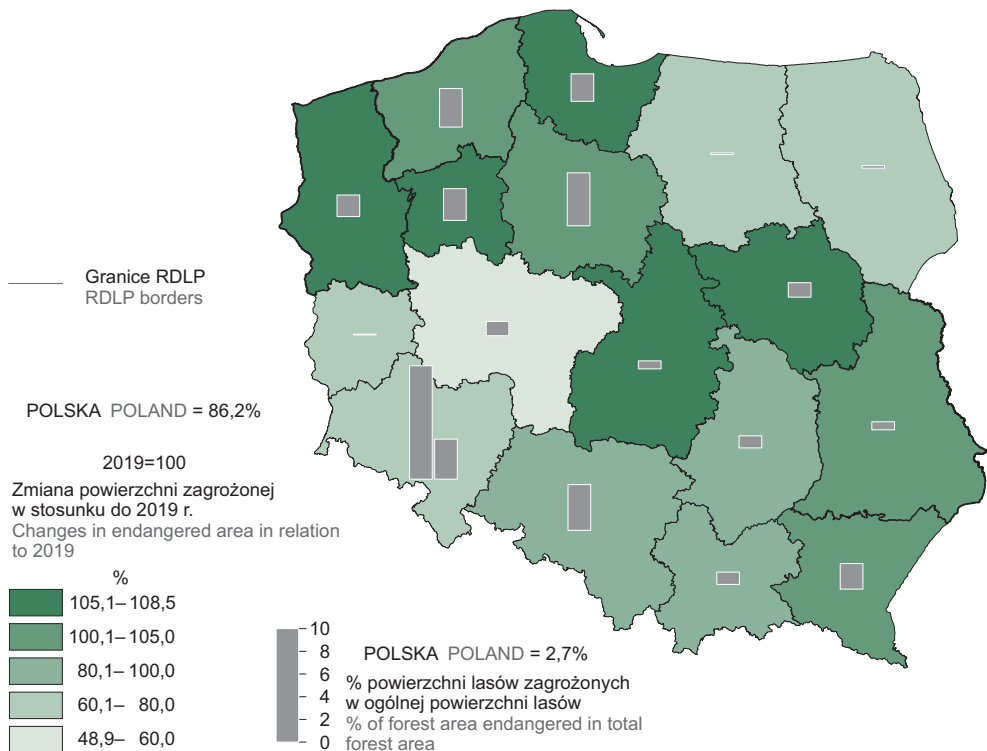 Granice RDLP
RDLP borders
POLSKA POLAND = 86,2%
2019=100
Zmiana powierzchni zagrożonej
w stosunku do 2019 r.
Changes in endangered area in relation
to 2019
%
105,1– 108,5
100,1– 105,0
80,1– 100,0
60,1– 80,0
48,9– 60,0
10
8
6
4
2
0
POLSKA POLAND = 2,7%
% powierzchni lasów zagrożonych
w ogólnej powierzchni lasów
% of forest area endangered in total
forest area